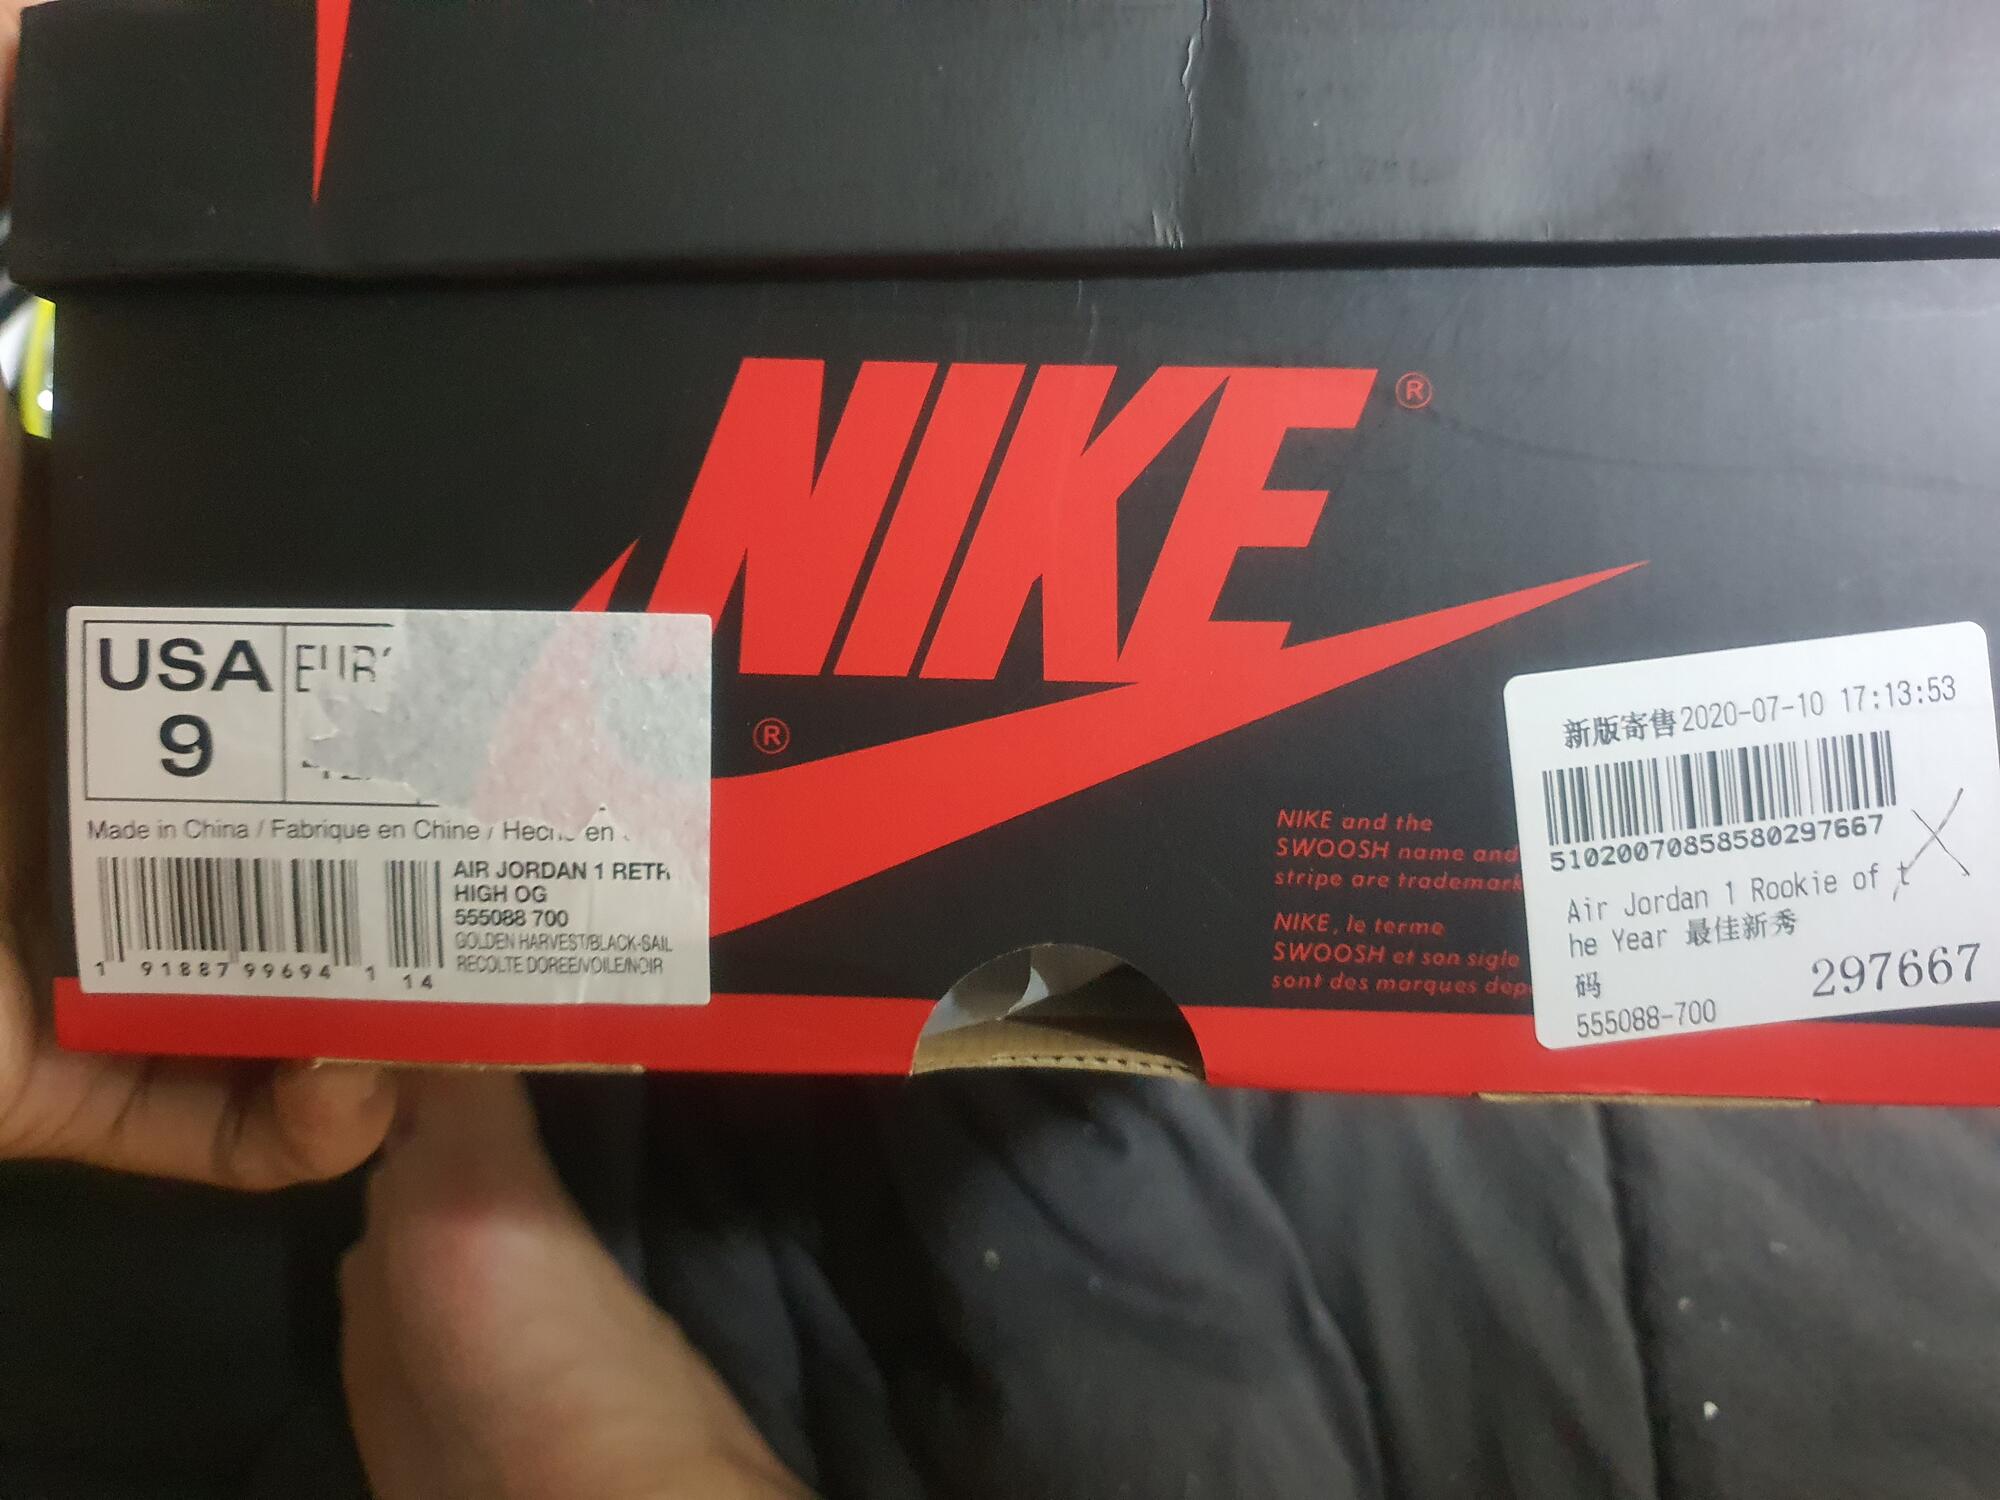 NIKE
®
®
USA
9
EUR
Made in China / Fabrique en Chine / en
AIR JORDAN 1 RETR
HIGH OG
555088 700
GOLDEN HARVEST/BLACK-SAIL
RECOLTE DOREE/VOILE/NOIR
1 91887 99694 1 14
NIKE and the
SWOOSH name and
stripe are trademark
NIKE, le terme
SWOOSH et son sigle
sont des marques dep
新版寄售2020-07-10 17:13:53
51020070858580297667
Air Jordan 1 Rookie of t
he Year 最佳新秀
码
297667
555088-700